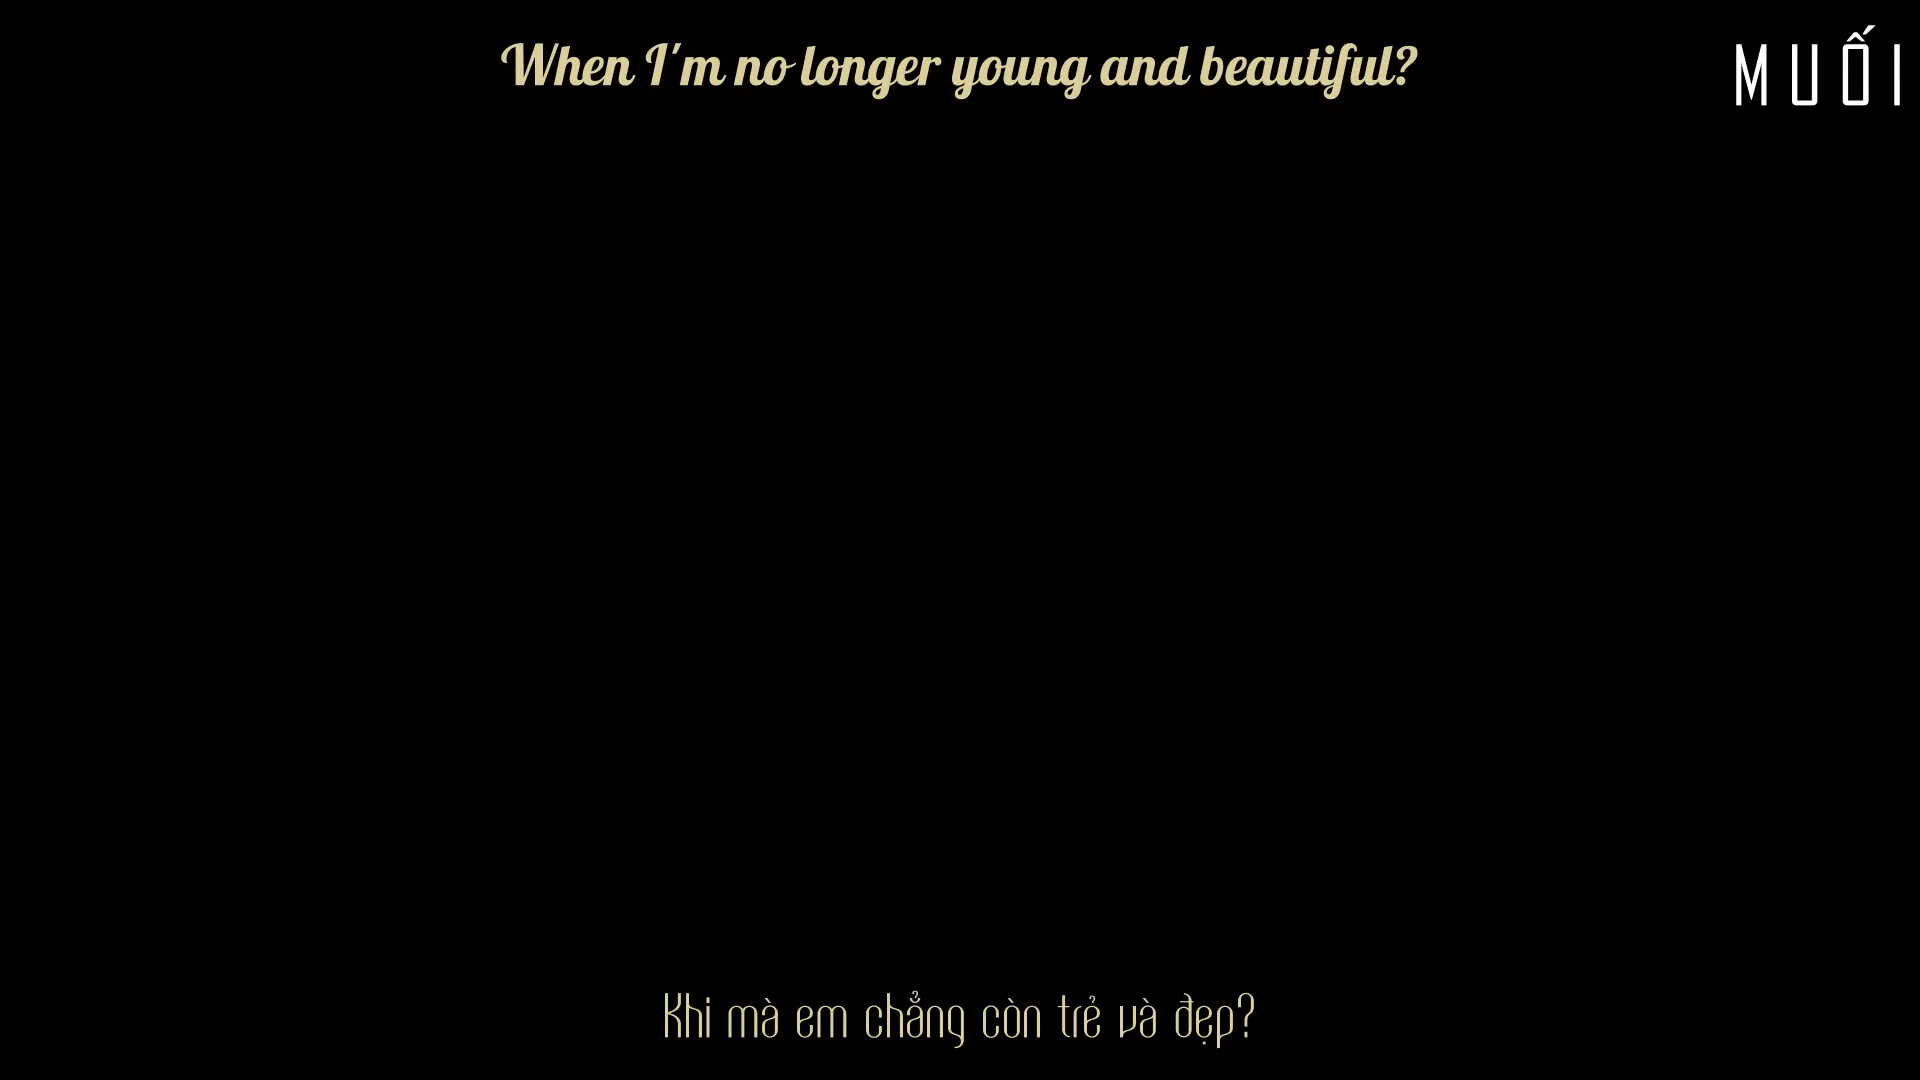 When I'm no longer young and beautiful?
MUỐI
Khi mà em chẳng còn trẻ và đẹp?